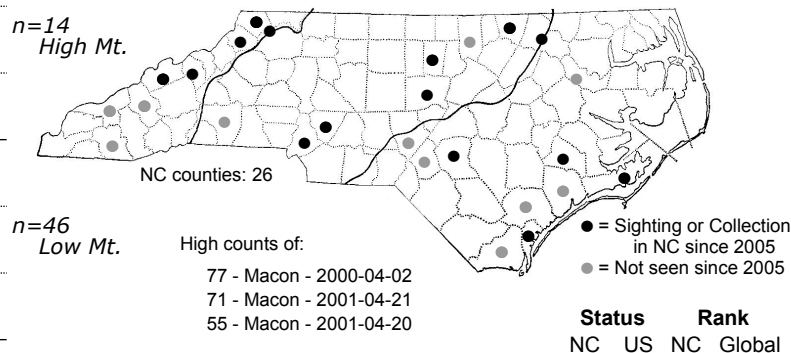 n=14
High Mt.
NC counties: 26
n=46
Low Mt.
High counts of:
77 - Macon - 2000-04-02
71 - Macon - 2001-04-21
55 - Macon - 2001-04-20
= Sighting or Collection
in NC since 2005
= Not seen since 2005
Status Rank
NC US NC Global